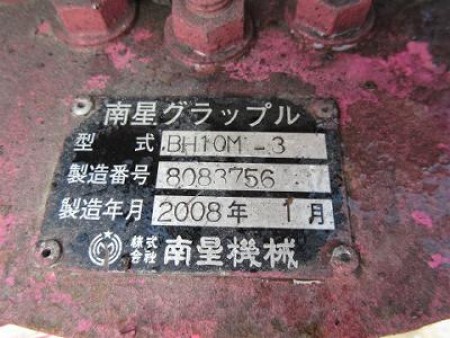 南星グラップル
型式 BH10M-3
製造番号 8083756
製造年月 2008年 1月
株式会社 南星機械